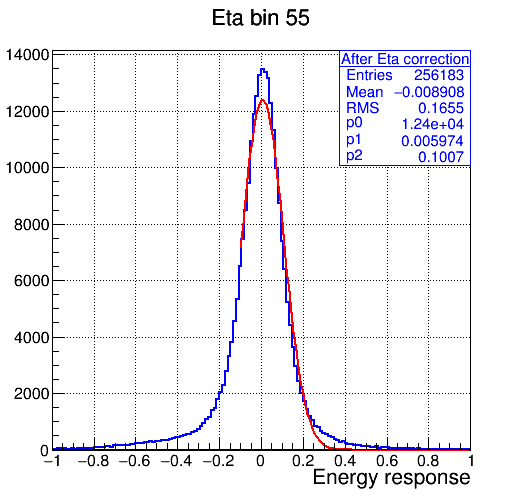 Eta bin 55
After Eta correction
Entries 256183
Mean −0.008908
RMS 0.1655
p0 1.24e+04
p1 0.005974
p2 0.1007
14000
12000
10000
8000
6000
4000
2000
0
−1 −0.8 −0.6 −0.4 −0.2 0 0.2 0.4 0.6 0.8 1
Energy response